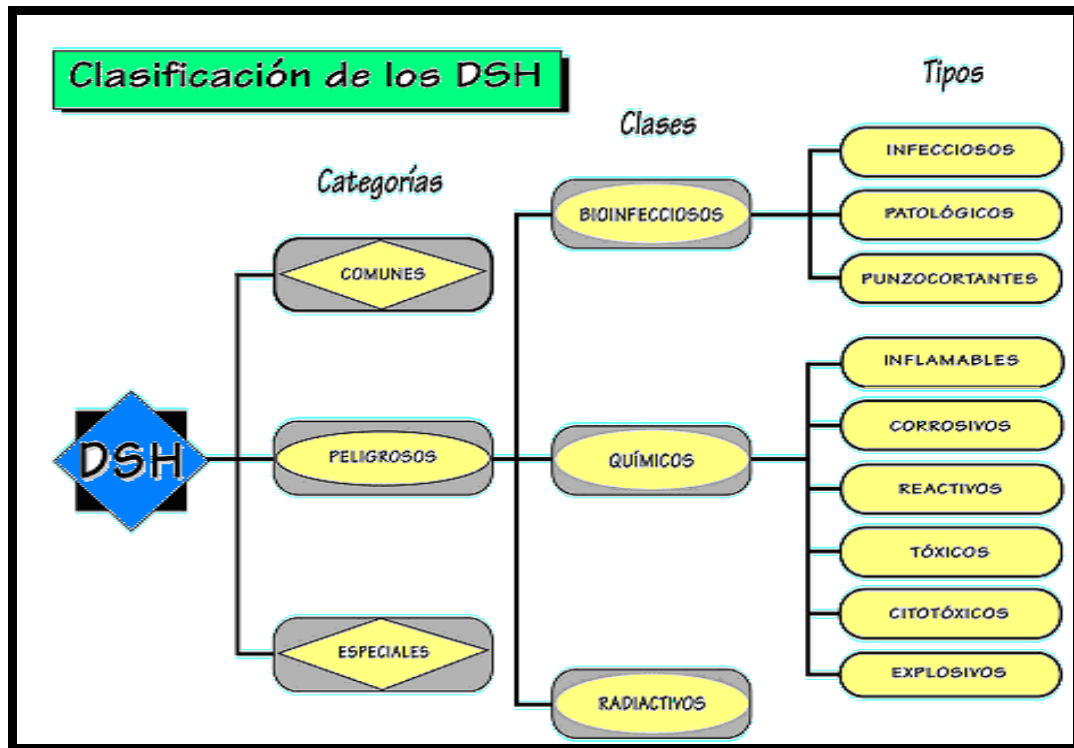 Clasificación de los DSH
Tipos
Clases
Categorías
INFECCIOSOS
BIOINFECCIOSOS
PATOLÓGICOS
COMUNES
PUNZOCORTANTES
INFLAMABLES
CORROSIVOS
DSH
PELIGROSOS
QUÍMICOS
REACTIVOS
TÓXICOS
CITOTÓXICOS
ESPECIALES
EXPLOSIVOS
RADIACTIVOS